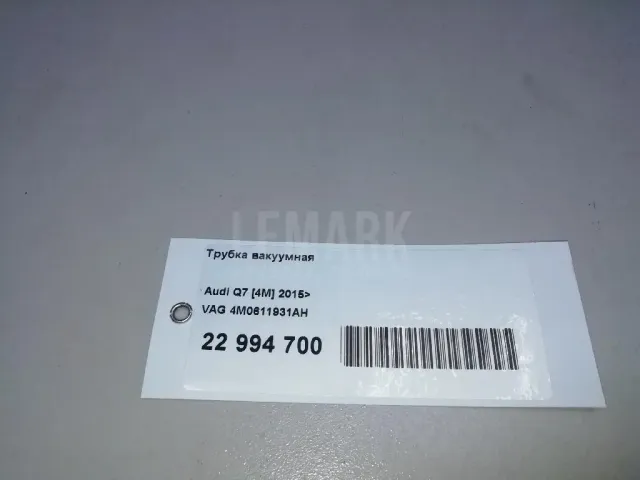 LEMARK
Трубка вакуумная
Audi Q7 [4M] 2015>
VAG 4M0611931AH
22 994 700